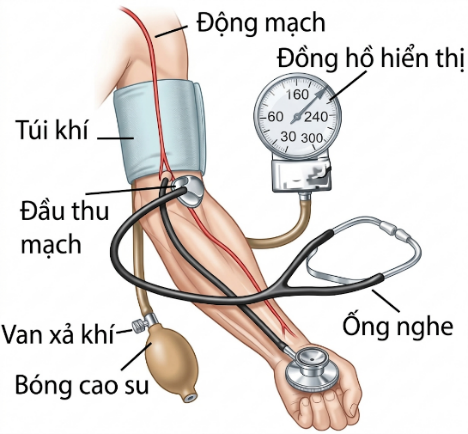 Động mạch
Đồng hồ hiển thị
160
60 240
30 300
Túi khí
Đầu thu
mạch
Van xả khí
Ống nghe
Bóng cao su